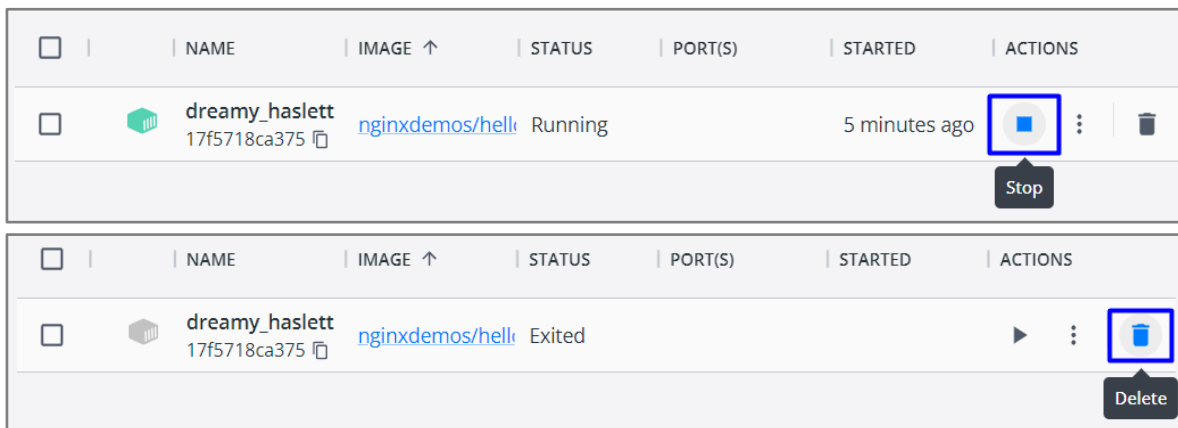 NAME IMAGE ↑ STATUS PORT(S) STARTED ACTIONS
dreamy_haslett
17f5718ca375 nginxdemos/hell Running 5 minutes ago
Stop
NAME IMAGE ↑ STATUS PORT(S) STARTED ACTIONS
dreamy_haslett
17f5718ca375 nginxdemos/hell Exited
Delete